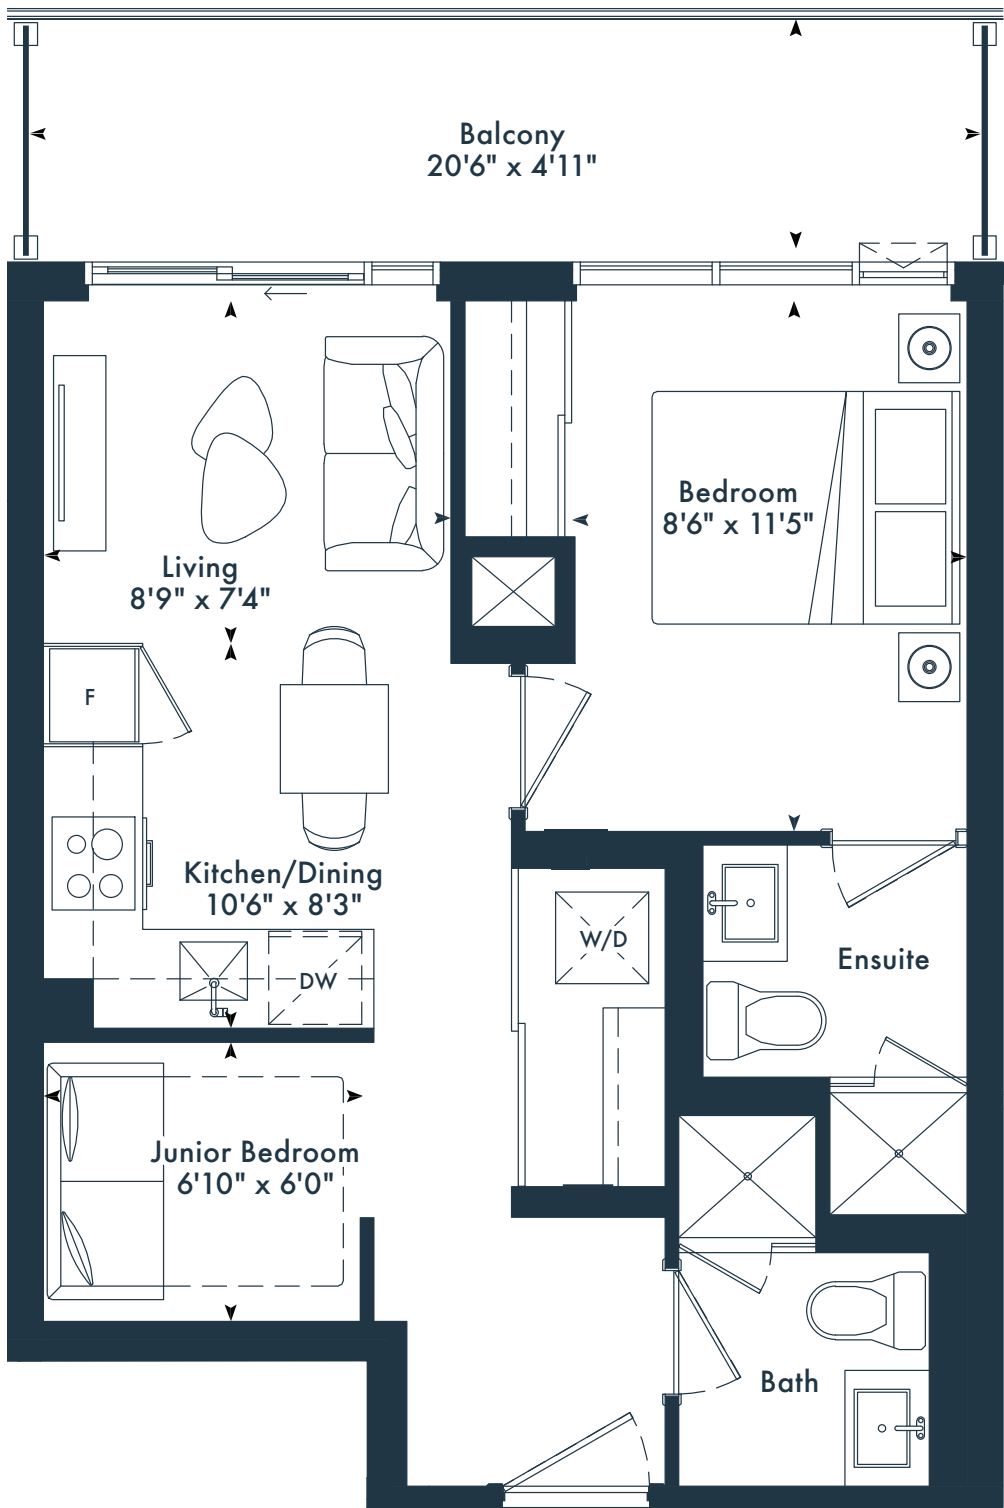 Balcony
20'6" x 4'11"
Bedroom
8'6" x 11'5"
Living
8'9" x 7'4"
F
Kitchen/Dining
10'6" x 8'3"
W/D
DW
Ensuite
Junior Bedroom
6'10" x 6'0"
Bath